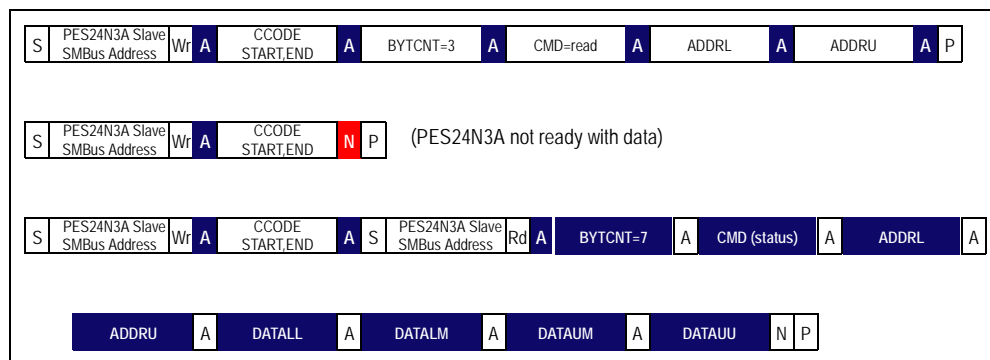 S PES24N3A Slave SMBus Address Wr A CCODE START,END A BYTCNT=3 A CMD=read A ADDRL A ADDRU A P
S PES24N3A Slave SMBus Address Wr A CCODE START,END N P (PES24N3A not ready with data)
S PES24N3A Slave SMBus Address Wr A CCODE START,END A S PES24N3A Slave SMBus Address Rd A BYTCNT=7 A CMD (status) A ADDRL A
ADDRU A DATALL A DATALM A DATAUM A DATAUU N P